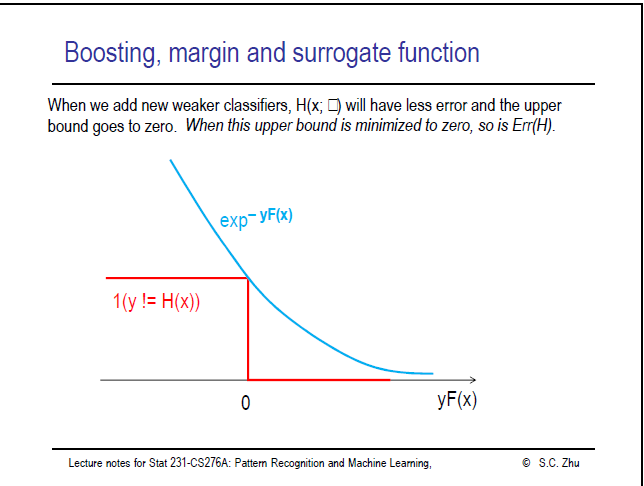 Boosting, margin and surrogate function
When we add new weaker classifiers, H(x; □) will have less error and the upper
bound goes to zero. When this upper bound is minimized to zero, so is Err(H).
exp− yF(x)
1(y != H(x))
0
yF(x)
Lecture notes for Stat 231-CS276A: Pattern Recognition and Machine Learning,
© S.C. Zhu